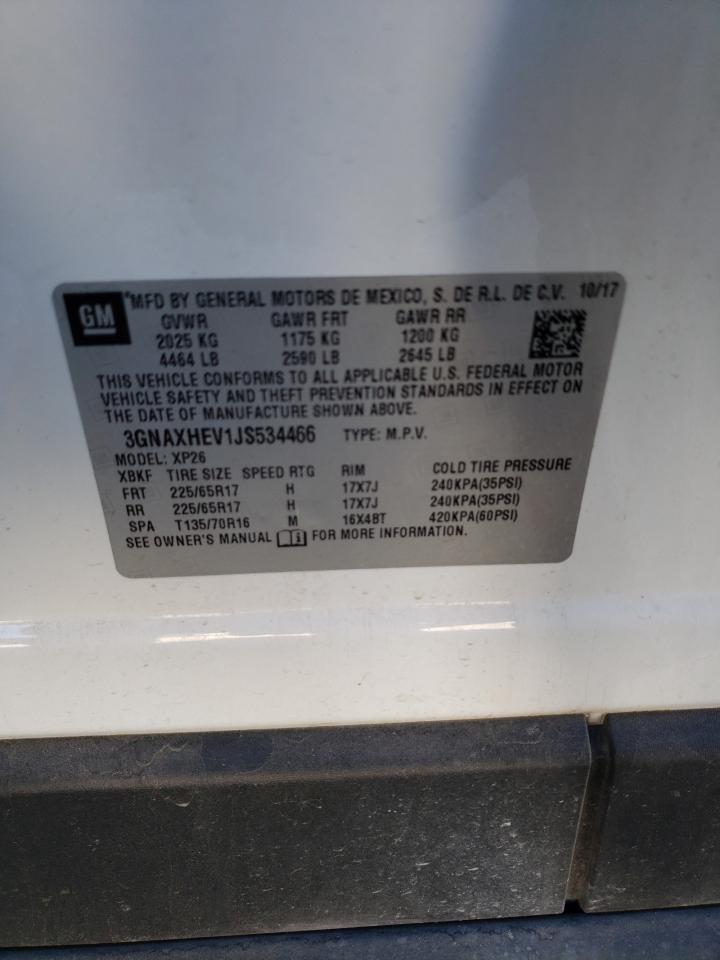 GM
*MFD BY GENERAL MOTORS DE MEXICO, S. DE R.L. DE C.V. 10/17
GVWR GAWR FRT GAWR RR
2025 KG 1175 KG 1200 KG
4464 LB 2590 LB 2645 LB
THIS VEHICLE CONFORMS TO ALL APPLICABLE U.S. FEDERAL MOTOR
VEHICLE SAFETY AND THEFT PREVENTION STANDARDS IN EFFECT ON
THE DATE OF MANUFACTURE SHOWN ABOVE.
3GNAXHEV1JS534466 TYPE: M.P.V.
MODEL: XP26
XBKF TIRE SIZE SPEED RTG RIM COLD TIRE PRESSURE
FRT 225/65R17 H 17X7J 240KPA(35PSI)
RR 225/65R17 H 17X7J 240KPA(35PSI)
SPA T135/70R16 M 16X4BT 420KPA(60PSI)
SEE OWNER'S MANUAL FOR MORE INFORMATION.